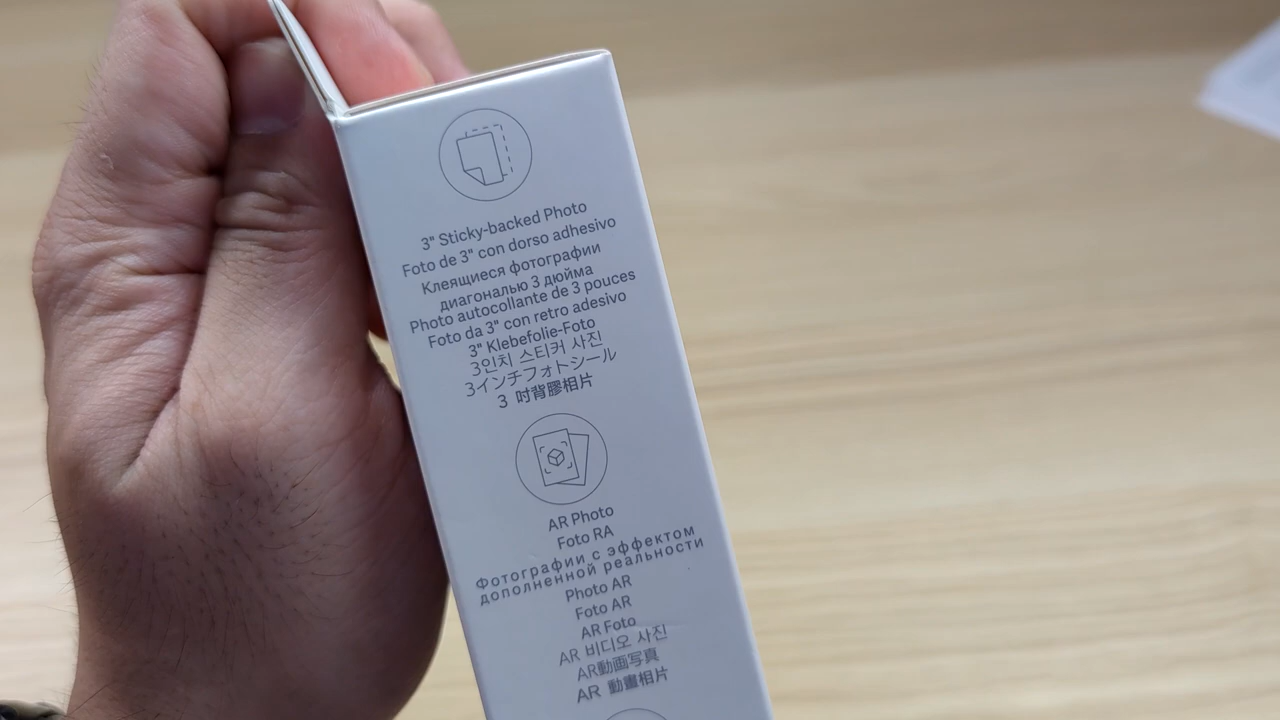 3" Sticky-backed Photo
Foto de 3" con dorso adhesivo
Клеящиеся фотографии
диагональю 3 дюйма
Photo autocollante de 3 pouces
Foto da 3" con retro adesivo
3" Klebefolie-Foto
3인치 스티커 사진
3インチフォトシール
3 吋背膠相片
AR Photo
Foto RA
Фотографии с эффектом
дополненной реальности
Photo AR
Foto AR
AR Foto
AR 비디오 사진
AR動画写真
AR 動畫相片